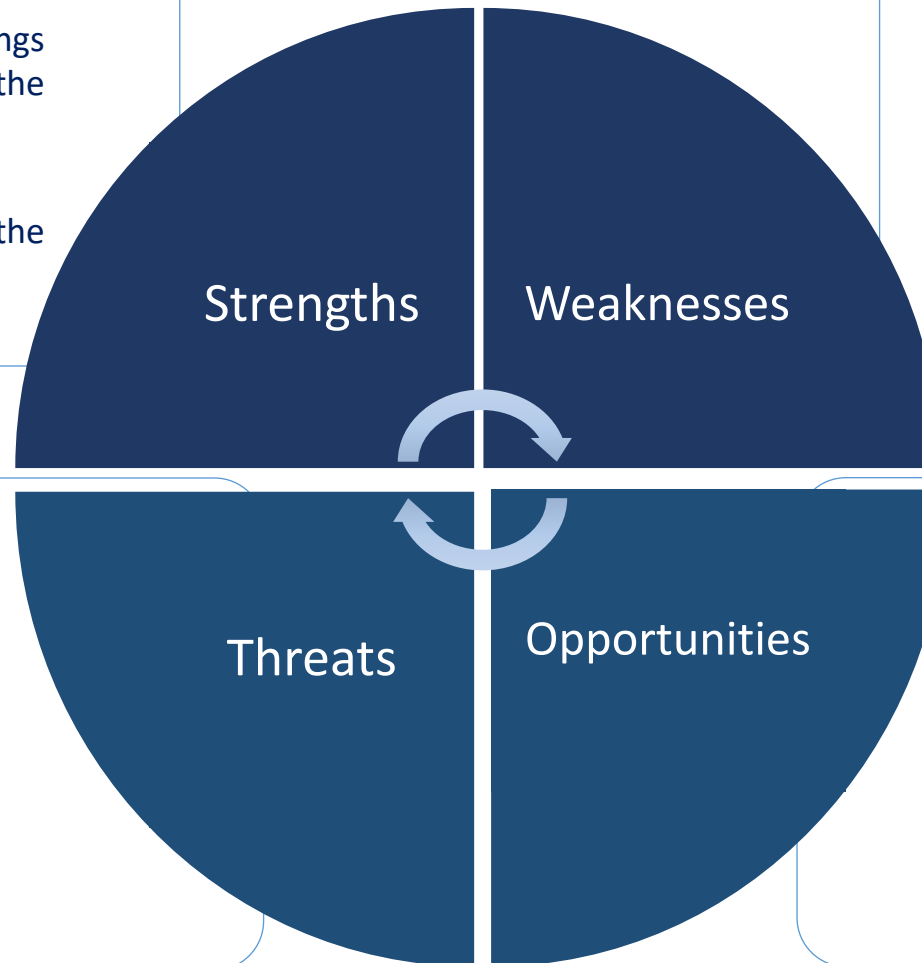 ngs
the
the
Strengths
Weaknesses
Threats
Opportunities